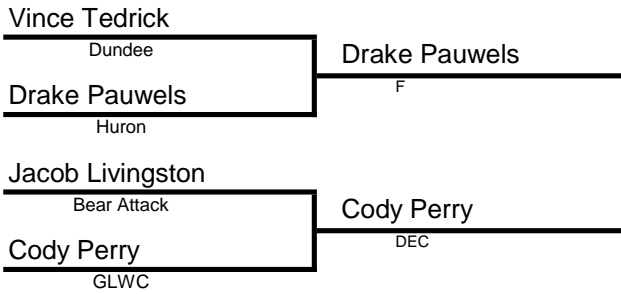 Vince Tedrick
Dundee
Drake Pauwels
F
Drake Pauwels
Huron
Jacob Livingston
Bear Attack
Cody Perry
DEC
Cody Perry
GLWC